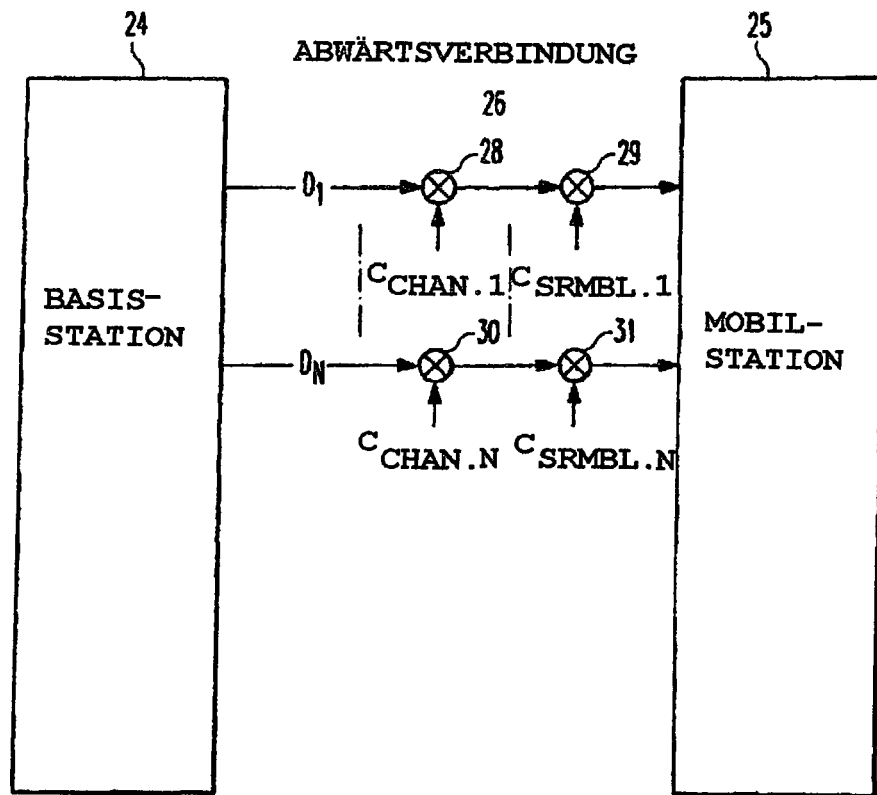 24
ABWÄRTSVERBINDUNG
25
26
28
29
D1
CCHAN.1
CSRMBL.1
BASIS-
STATION
MOBIL-
STATION
30
31
DN
CCHAN.N
CSRMBL.N